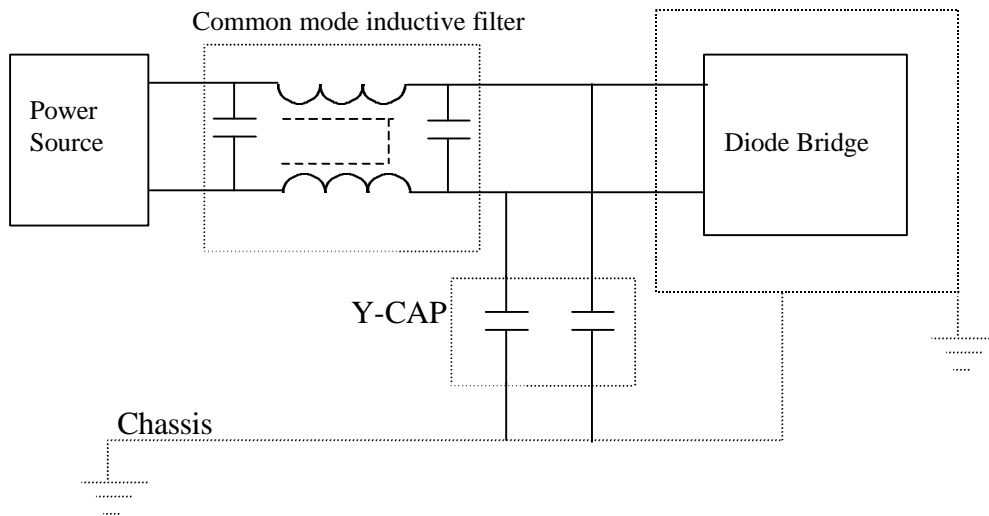 Common mode inductive filter
Power
Source
Diode Bridge
Y-CAP
Chassis